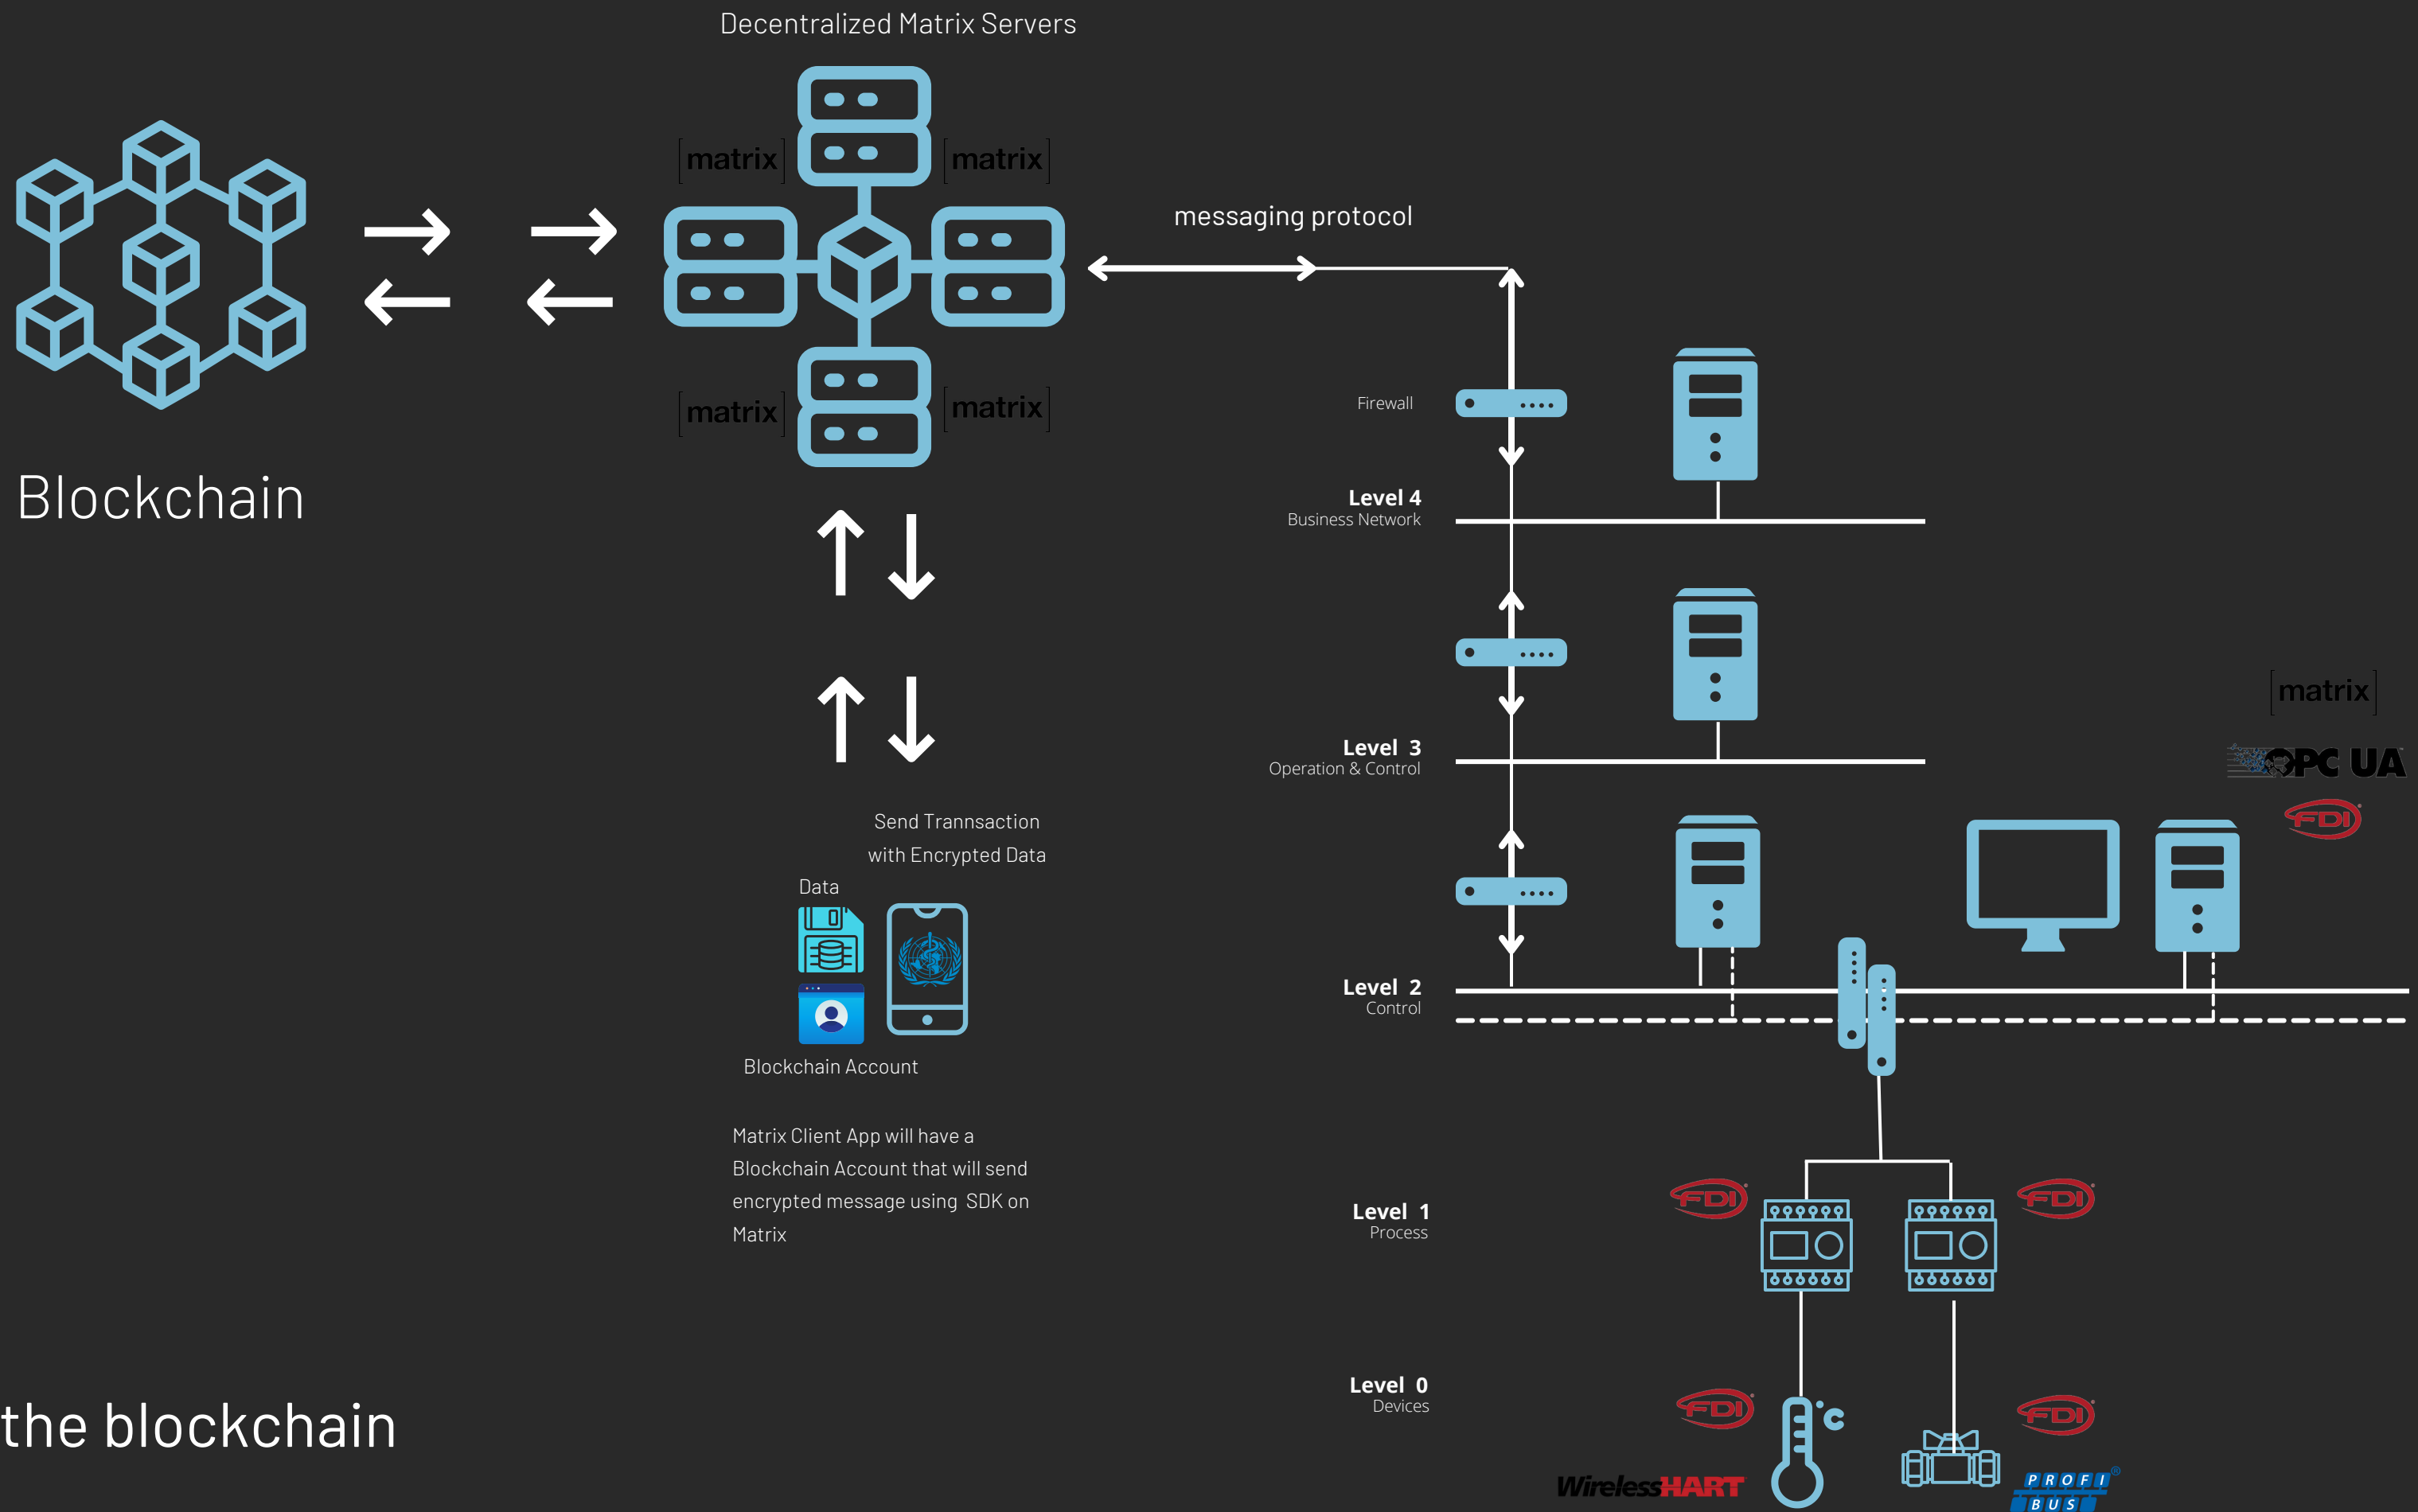 Decentralized Matrix Servers
[matrix]
[matrix]
[matrix]
[matrix]
Blockchain
messaging protocol
Firewall
Level 4
Business Network
Level 3
Operation & Control
[matrix]
OPC UA
FDI
Level 2
Control
Send Trannsaction
with Encrypted Data
Data
Blockchain Account
Matrix Client App will have a
Blockchain Account that will send
encrypted message using SDK on
Matrix
Level 1
Process
FDI
FDI
Level 0
Devices
FDI
FDI
°C
WirelessHART
PROFI
BUS
the blockchain